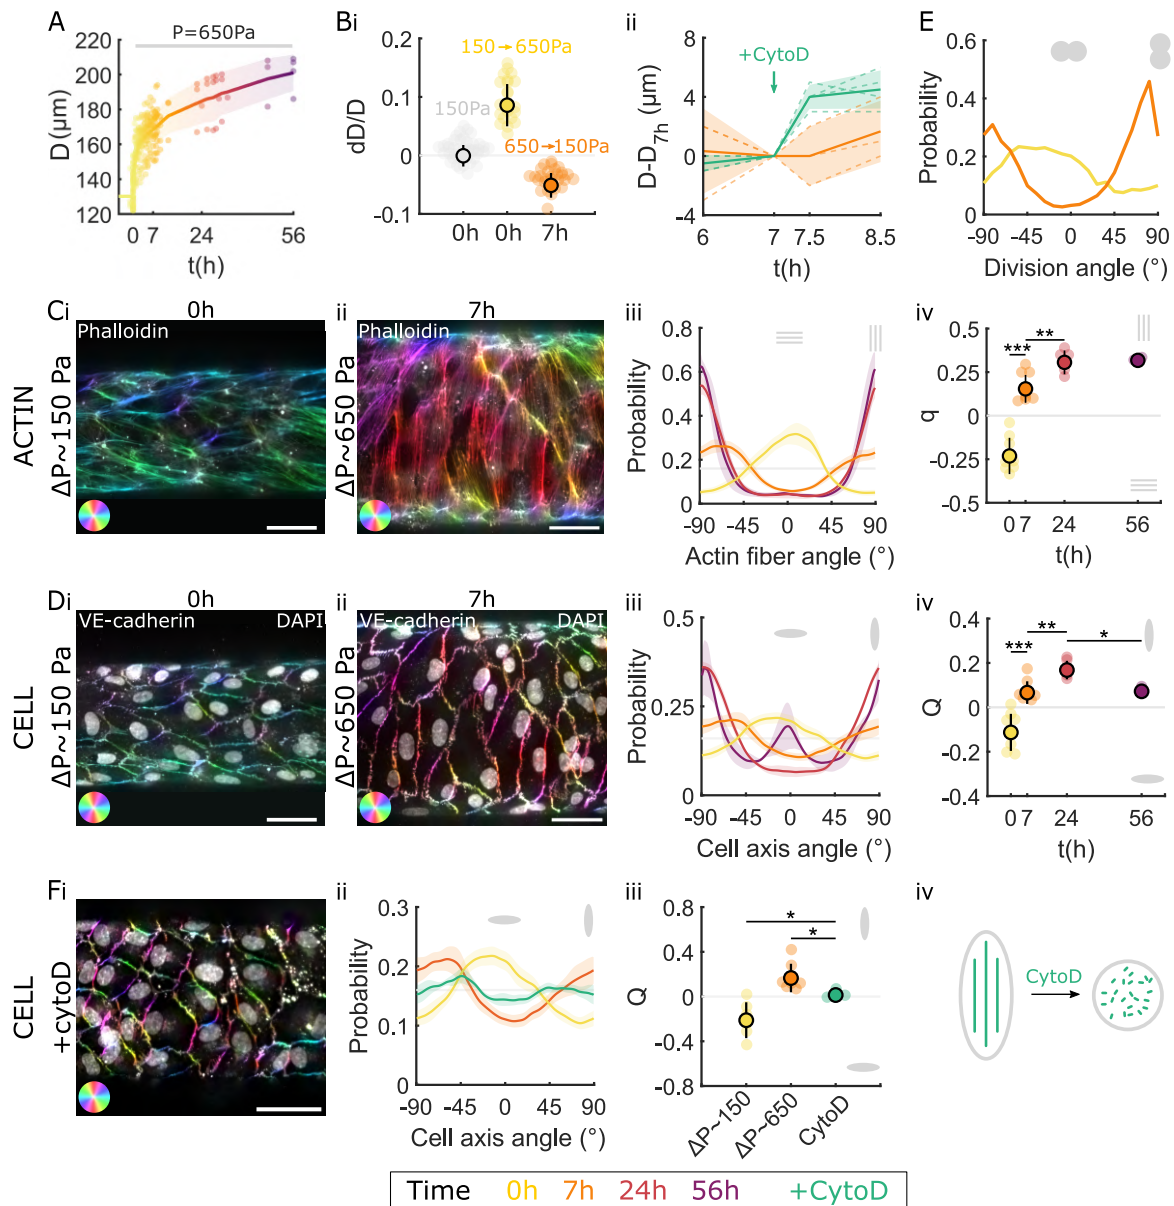 A
P=650Pa
D (µm)
220
200
180
160
140
120
0 7 24 56
t(h)
Bi
dD/D
0.2
0.1
0
-0.1
150→650Pa
150Pa
650→150Pa
0h 0h 7h
ii
D-D7h (µm)
8
4
0
-4
+CytoD
6 7 7.5 8.5
t(h)
E
Probability
0.6
0.4
0.2
0
-90 -45 0 45 90
Division angle (°)
ACTIN
Ci
0h
Phalloidin
ΔP~150 Pa
ii
7h
Phalloidin
ΔP~650 Pa
iii
Probability
0.8
0.6
0.4
0.2
0
-90 -45 0 45 90
Actin fiber angle (°)
iv
q
0.5
0.25
0
-0.25
-0.5
*** **
0 7 24 56
t(h)
CELL
Di
0h
VE-cadherin DAPI
ΔP~150 Pa
ii
7h
VE-cadherin DAPI
ΔP~650 Pa
iii
Probability
0.5
0.25
0
-90 -45 0 45 90
Cell axis angle (°)
iv
Q
0.4
0.2
0
-0.2
-0.4
*** ** *
0 7 24 56
t(h)
CELL
+cytoD
Fi
ii
Probability
0.3
0.2
0.1
0
-90 -45 0 45 90
Cell axis angle (°)
iii
Q
0.8
0.4
0
-0.4
-0.8
*
*
ΔP~150
ΔP~650
CytoD
iv
CytoD
Time 0h 7h 24h 56h +CytoD